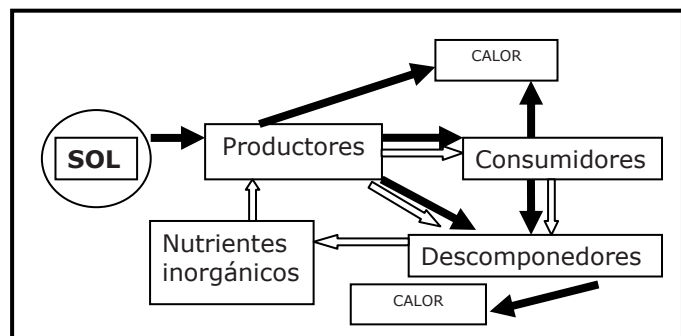 CALOR
SOL
Productores
Consumidores
Nutrientes
inorgánicos
Descomponedores
CALOR